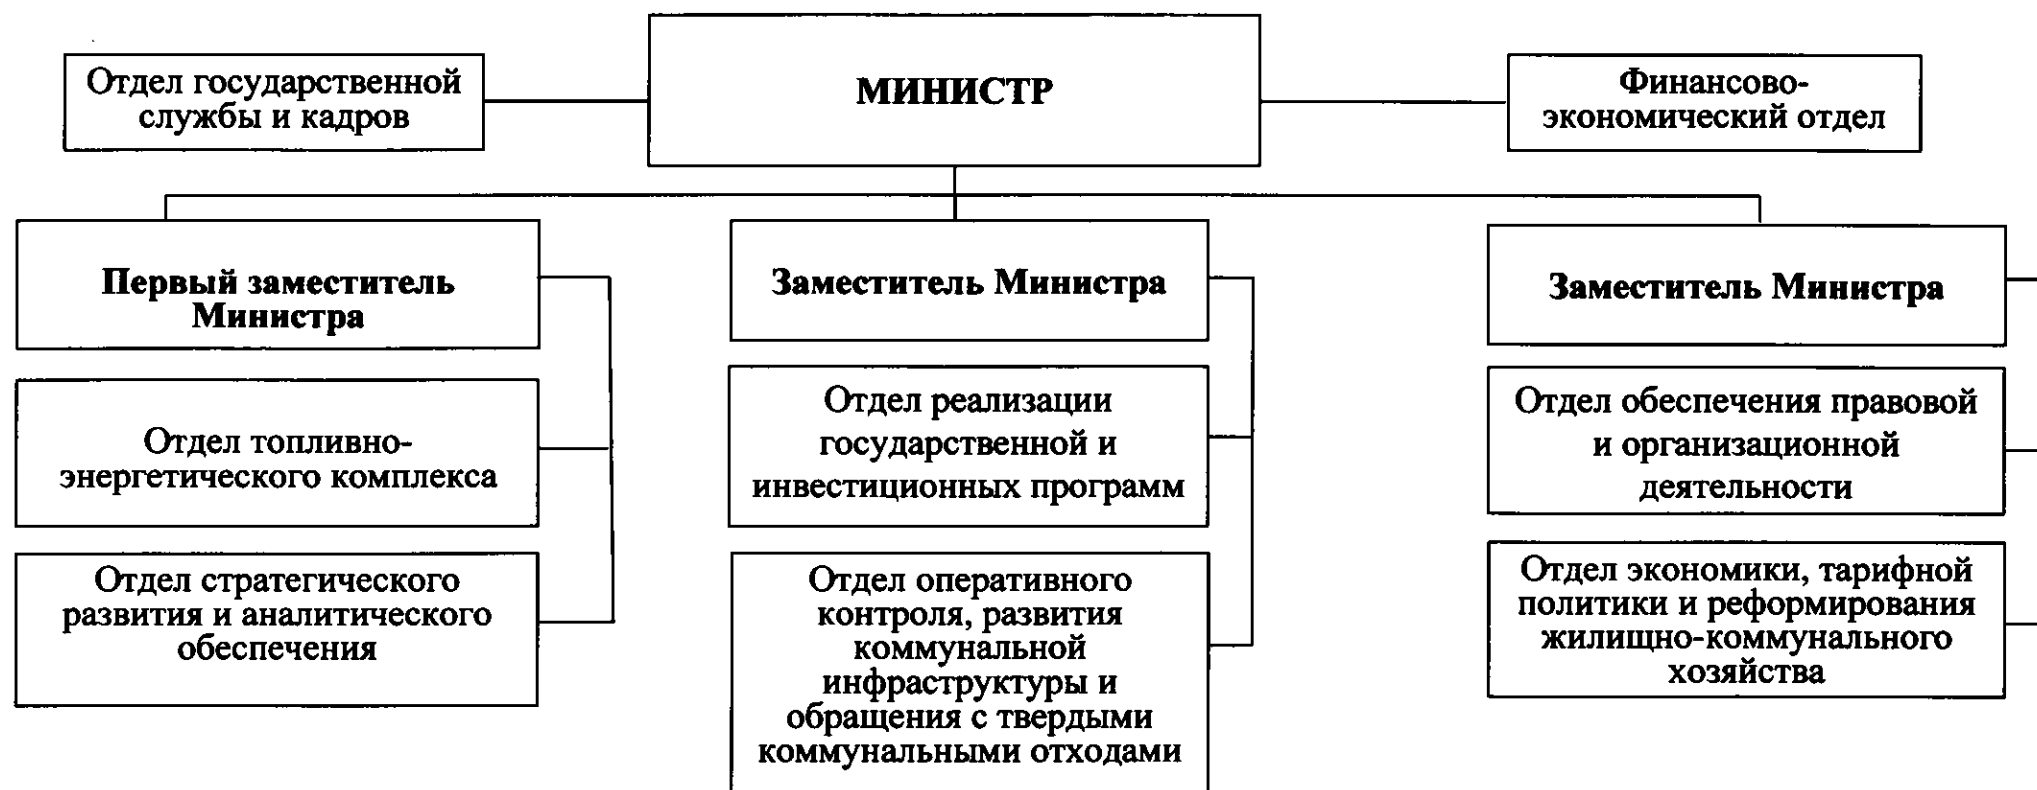 Отдел государственной
службы и кадров
МИНИСТР
Финансово-
экономический отдел
Первый заместитель
Министра
Заместитель Министра
Заместитель Министра
Отдел топливно-
энергетического комплекса
Отдел реализации
государственной и
инвестиционных программ
Отдел обеспечения правовой
и организационной
деятельности
Отдел стратегического
развития и аналитического
обеспечения
Отдел оперативного
контроля, развития
коммунальной
инфраструктуры и
обращения с твердыми
коммунальными отходами
Отдел экономики, тарифной
политики и реформирования
жилищно-коммунального
хозяйства